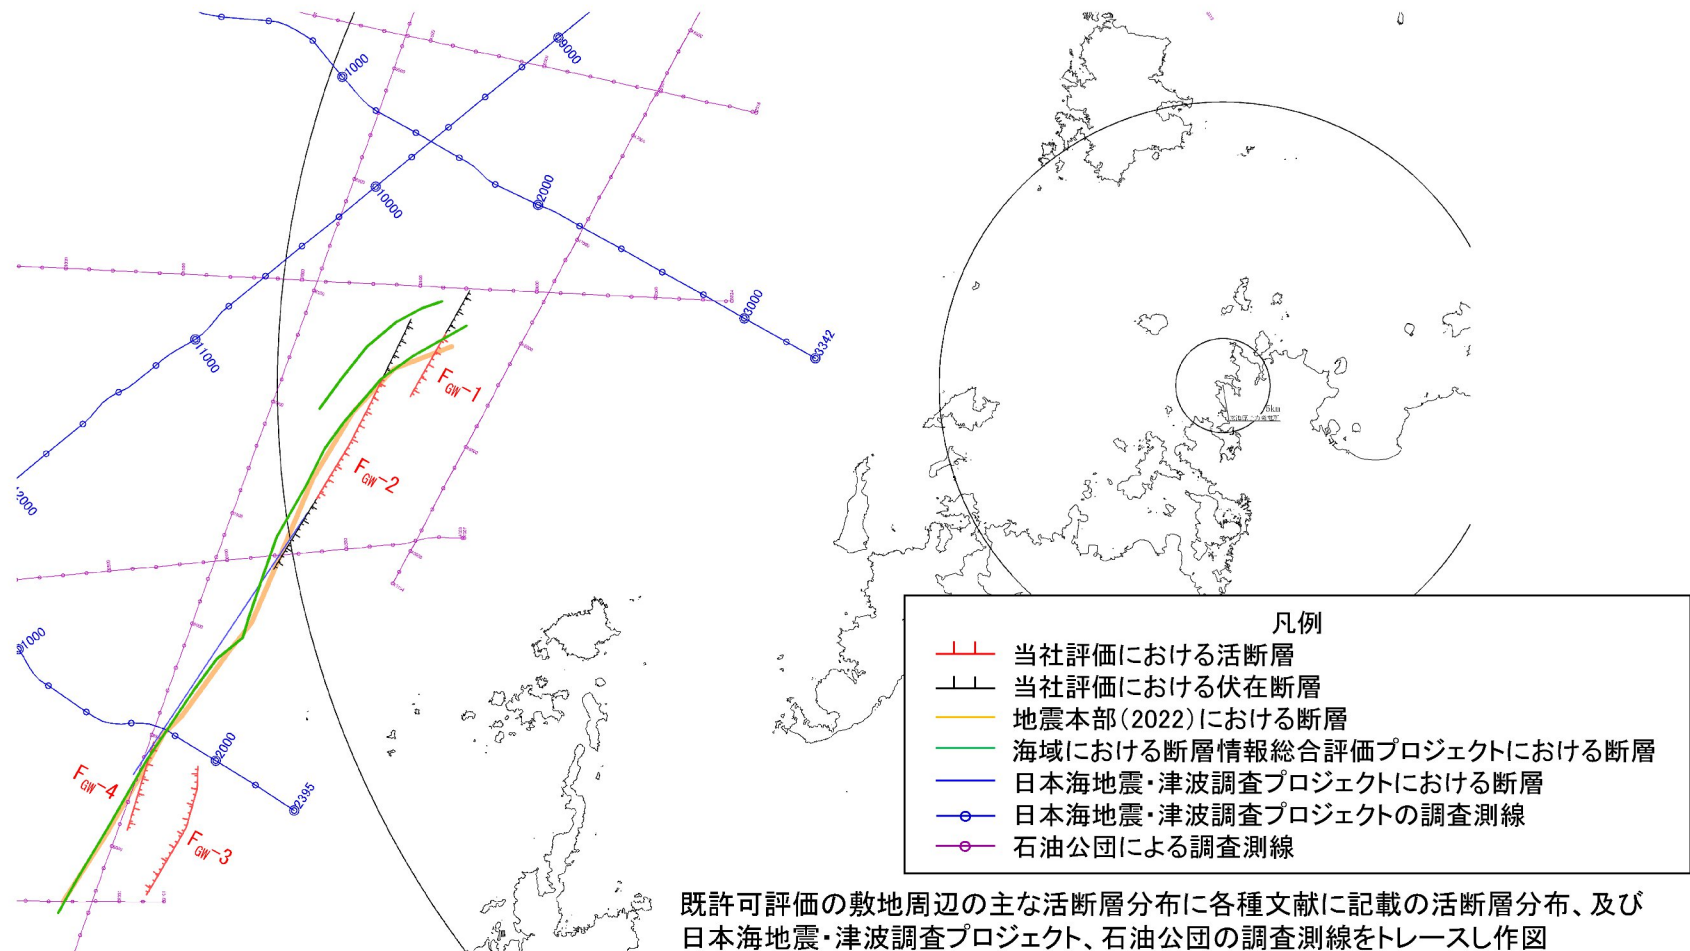 1000
9000
10000
2000
3000
3342
11000
F GW-1
F GW-2
1000
2000
2395
F GW-4
F GW-3
5km
凡例
当社評価における活断層
当社評価における伏在断層
地震本部(2022)における断層
海域における断層情報総合評価プロジェクトにおける断層
日本海地震・津波調査プロジェクトにおける断層
日本海地震・津波調査プロジェクトの調査測線
石油公団による調査測線
既許可評価の敷地周辺の主な活断層分布に各種文献に記載の活断層分布、及び
日本海地震・津波調査プロジェクト、石油公団の調査測線をトレースし作図